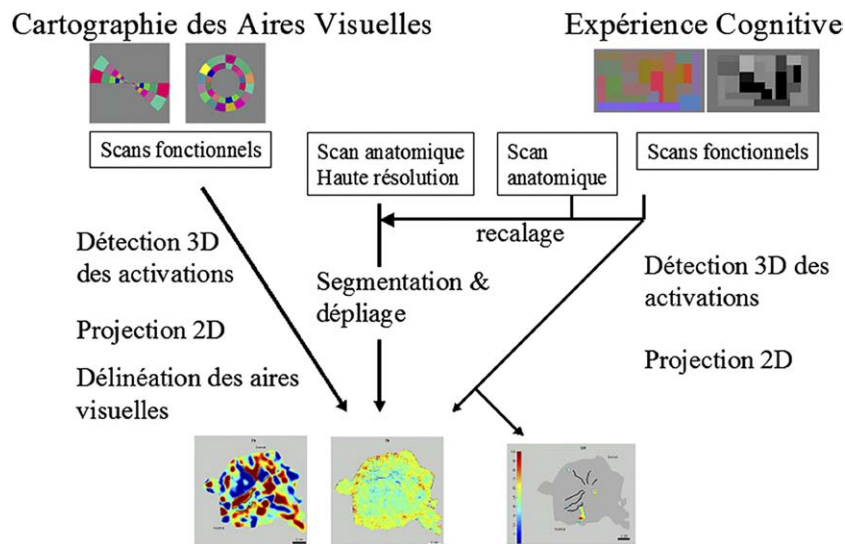 Cartographie des Aires Visuelles
Expérience Cognitive
Scans fonctionnels
Scan anatomique
Haute résolution
Scan
anatomique
Scans fonctionnels
recalage
Détection 3D
des activations
Projection 2D
Délinéation des aires
visuelles
Segmentation &
dépliage
Détection 3D des
activations
Projection 2D